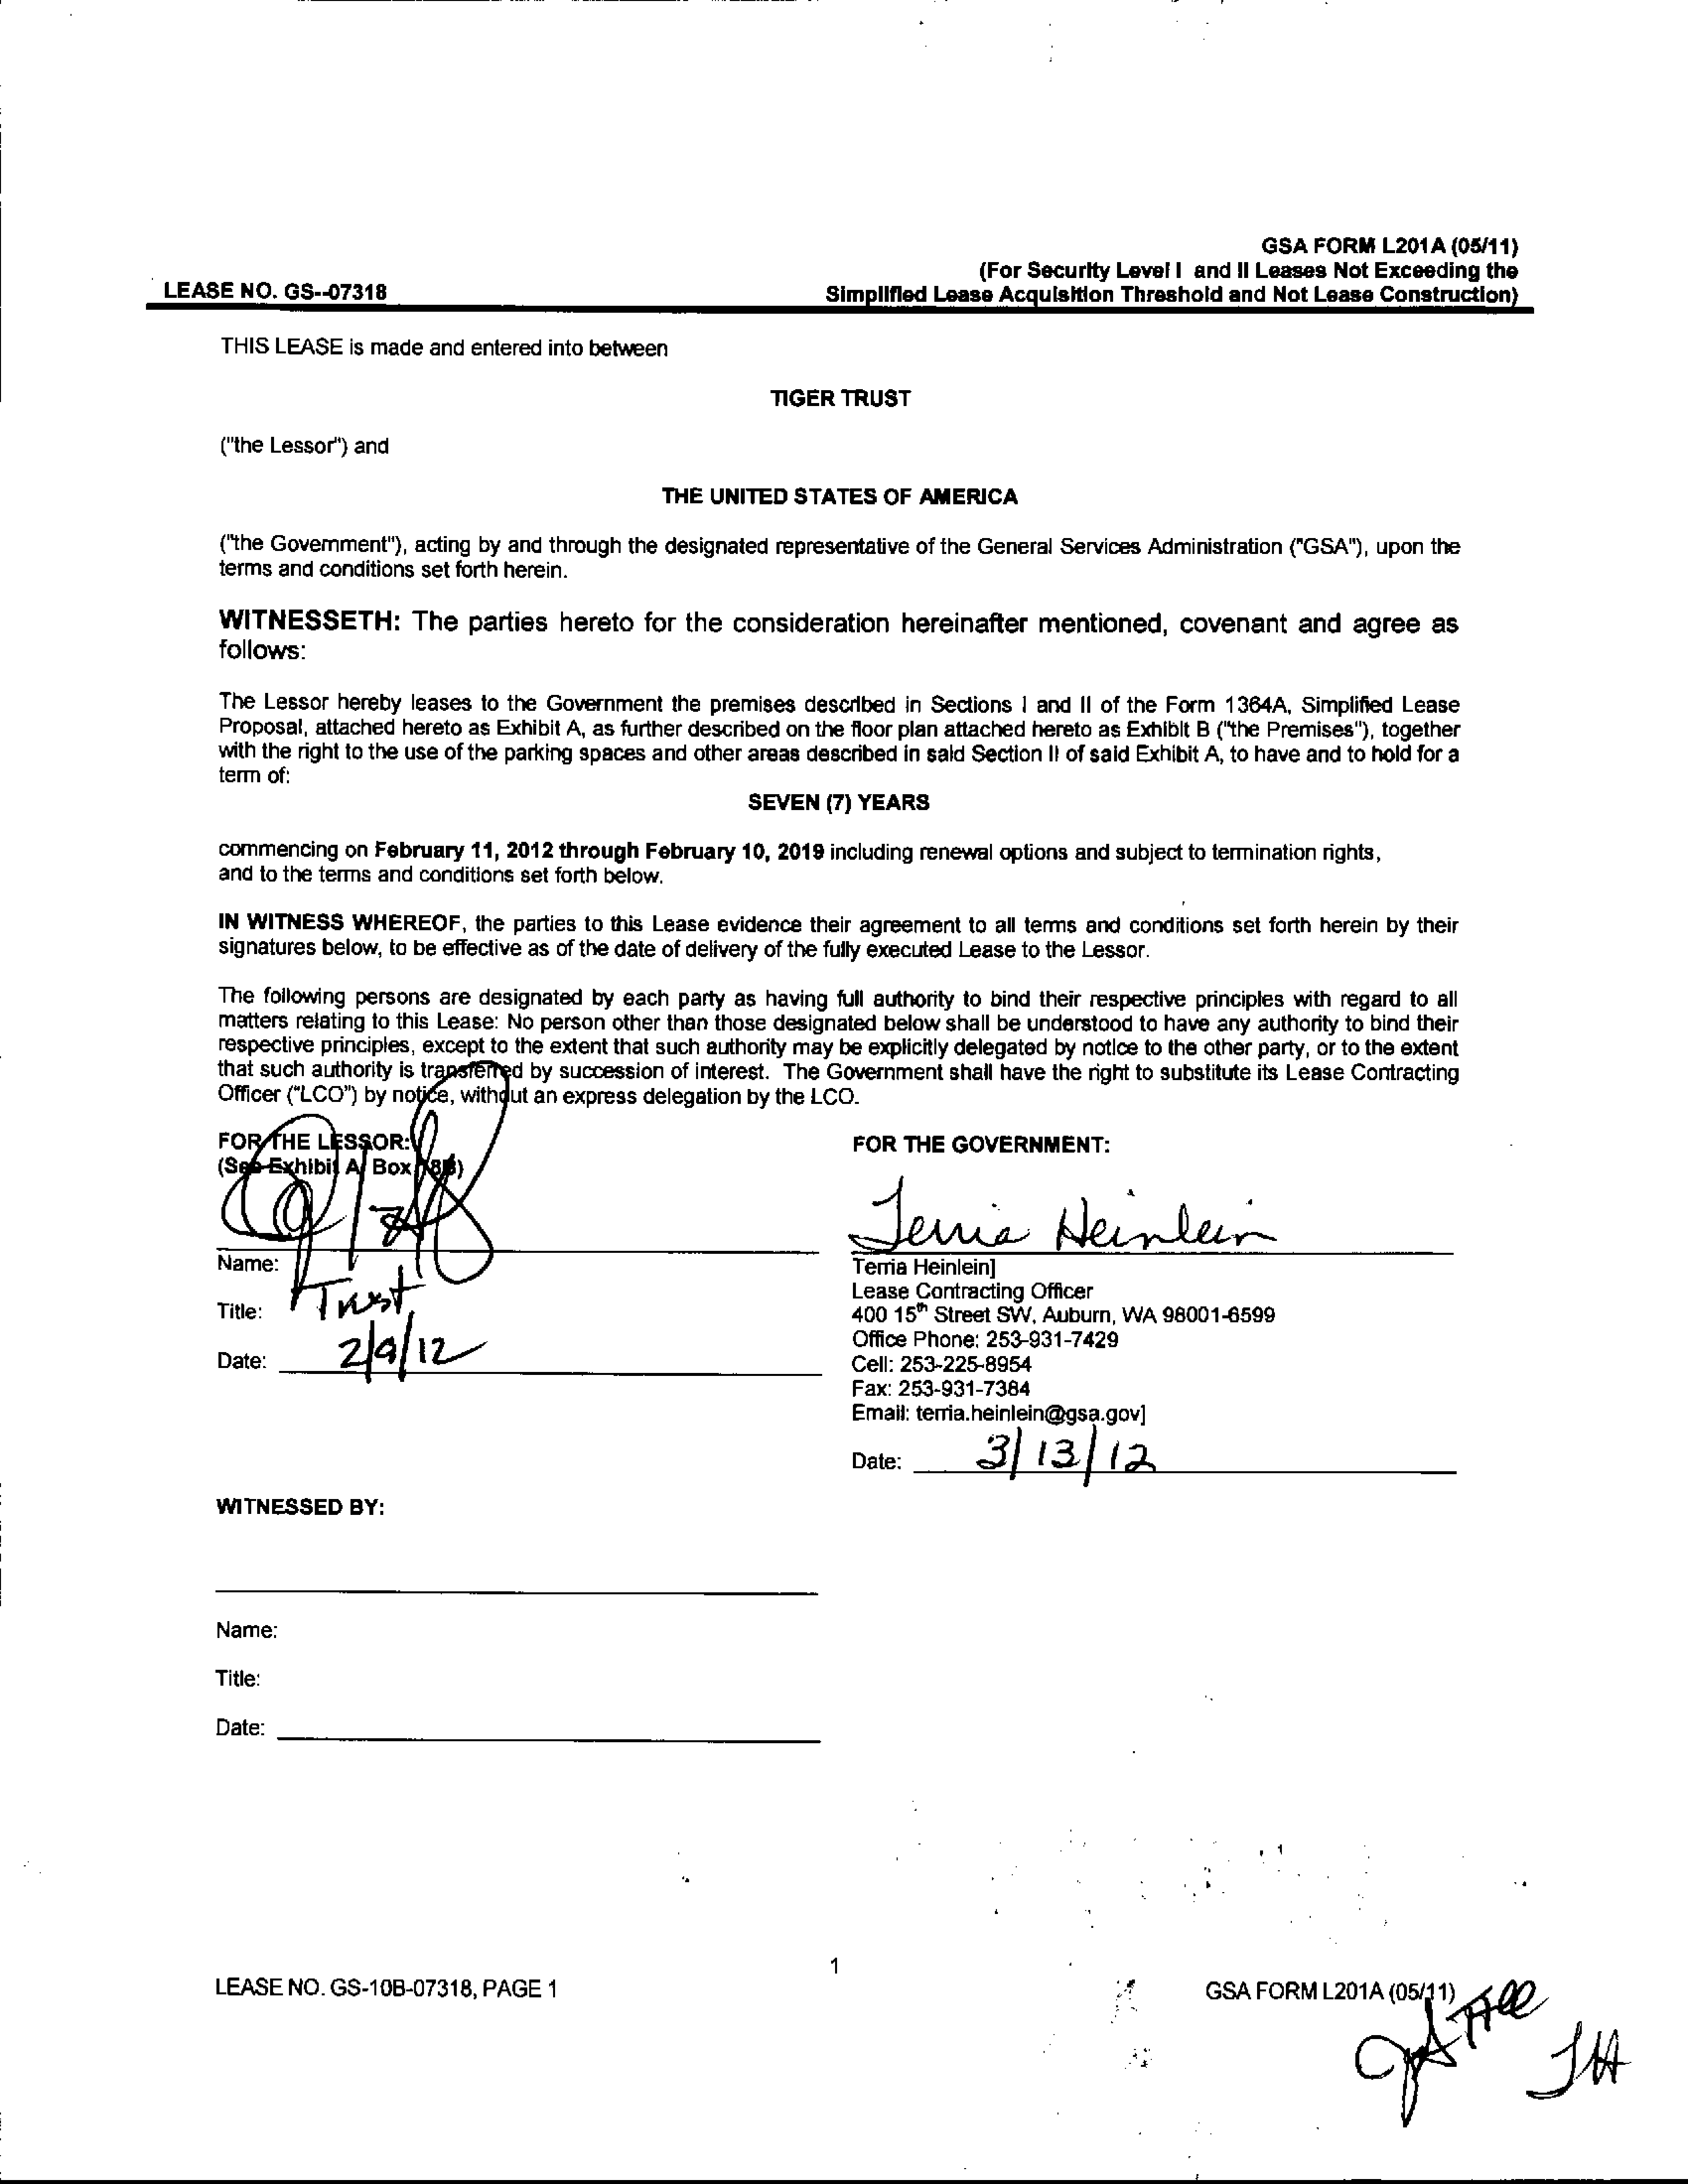 GSA FORM L201A (05/11)
(For Security Level I and II Leases Not Exceeding the
LEASE NO. GS--07318 Simplified Lease Acquisition Threshold and Not Lease Construction)
THIS LEASE is made and entered into between
TIGER TRUST
("the Lessor") and
THE UNITED STATES OF AMERICA
("the Government"), acting by and through the designated representative of the General Services Administration ("GSA"), upon the
terms and conditions set forth herein.
WITNESSETH: The parties hereto for the consideration hereinafter mentioned, covenant and agree as
follows:
The Lessor hereby leases to the Government the premises described in Sections I and II of the Form 1364A, Simplified Lease
Proposal, attached hereto as Exhibit A, as further described on the floor plan attached hereto as Exhibit B ("the Premises"), together
with the right to the use of the parking spaces and other areas described in said Section II of said Exhibit A, to have and to hold for a
term of:
SEVEN (7) YEARS
commencing on February 11, 2012 through February 10, 2019 including renewal options and subject to termination rights,
and to the terms and conditions set forth below.
IN WITNESS WHEREOF, the parties to this Lease evidence their agreement to all terms and conditions set forth herein by their
signatures below, to be effective as of the date of delivery of the fully executed Lease to the Lessor.
The following persons are designated by each party as having full authority to bind their respective principles with regard to all
matters relating to this Lease: No person other than those designated below shall be understood to have any authority to bind their
respective principles, except to the extent that such authority may be explicitly delegated by notice to the other party, or to the extent
that such authority is transferred by succession of interest. The Government shall have the right to substitute its Lease Contracting
Officer ("LCO") by notice, without an express delegation by the LCO.
FOR THE LESSOR:
(See Exhibit A, Box
Name:
Title: Trust
Date: 2/9/12
FOR THE GOVERNMENT:
Terria Heinlein
Terria Heinlein]
Lease Contracting Officer
400 15th Street SW, Auburn, WA 98001-6599
Office Phone: 253-931-7429
Cell: 253-225-8954
Fax: 253-931-7384
Email: terria.heinlein@gsa.gov]
Date: 3/13/12
WITNESSED BY:
Name:
Title:
Date:
1
LEASE NO. GS-10B-07318, PAGE 1
GSA FORM L201A (05/11)
TH